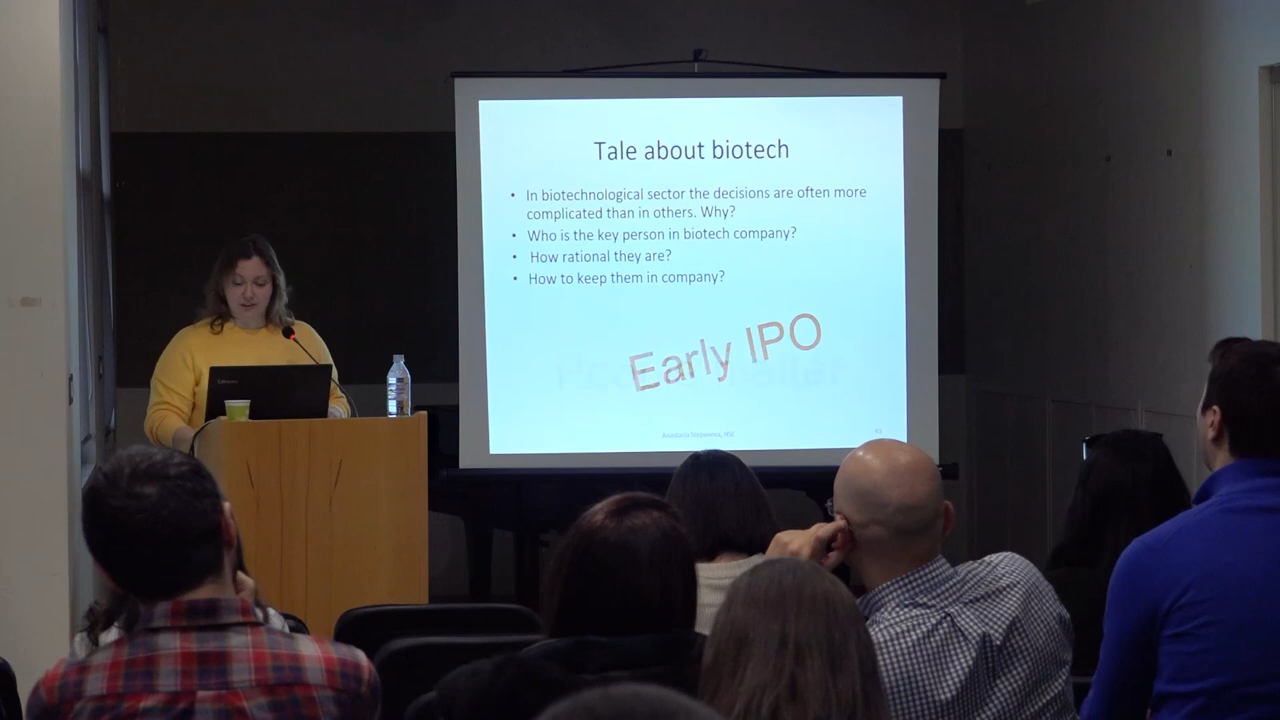 Tale about biotech
• In biotechnological sector the decisions are often more
complicated than in others. Why?
• Who is the key person in biotech company?
• How rational they are?
• How to keep them in company?
Early IPO